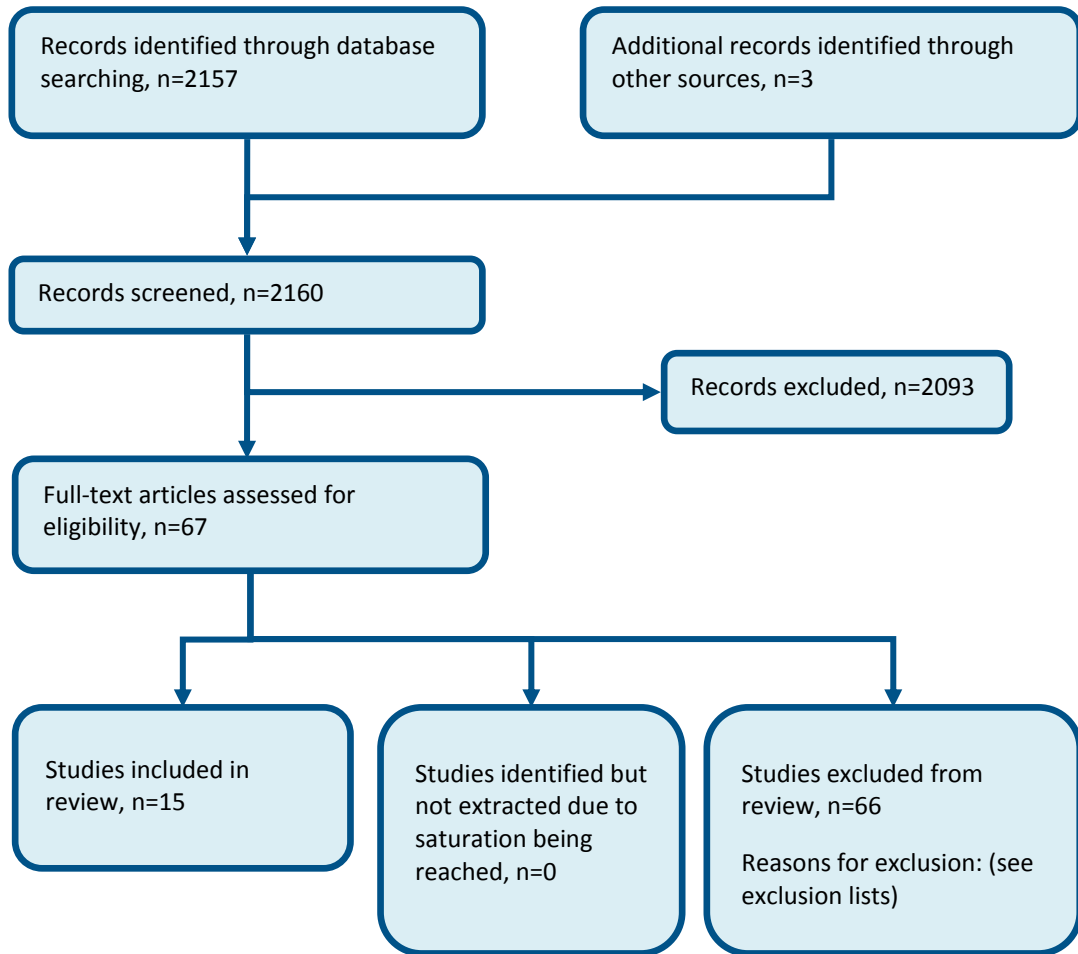 Records identified through database
searching, n=2157
Additional records identified through
other sources, n=3
Records screened, n=2160
Records excluded, n=2093
Full-text articles assessed for
eligibility, n=67
Studies included in
review, n=15
Studies identified but
not extracted due to
saturation being
reached, n=0
Studies excluded from
review, n=66
Reasons for exclusion: (see
exclusion lists)